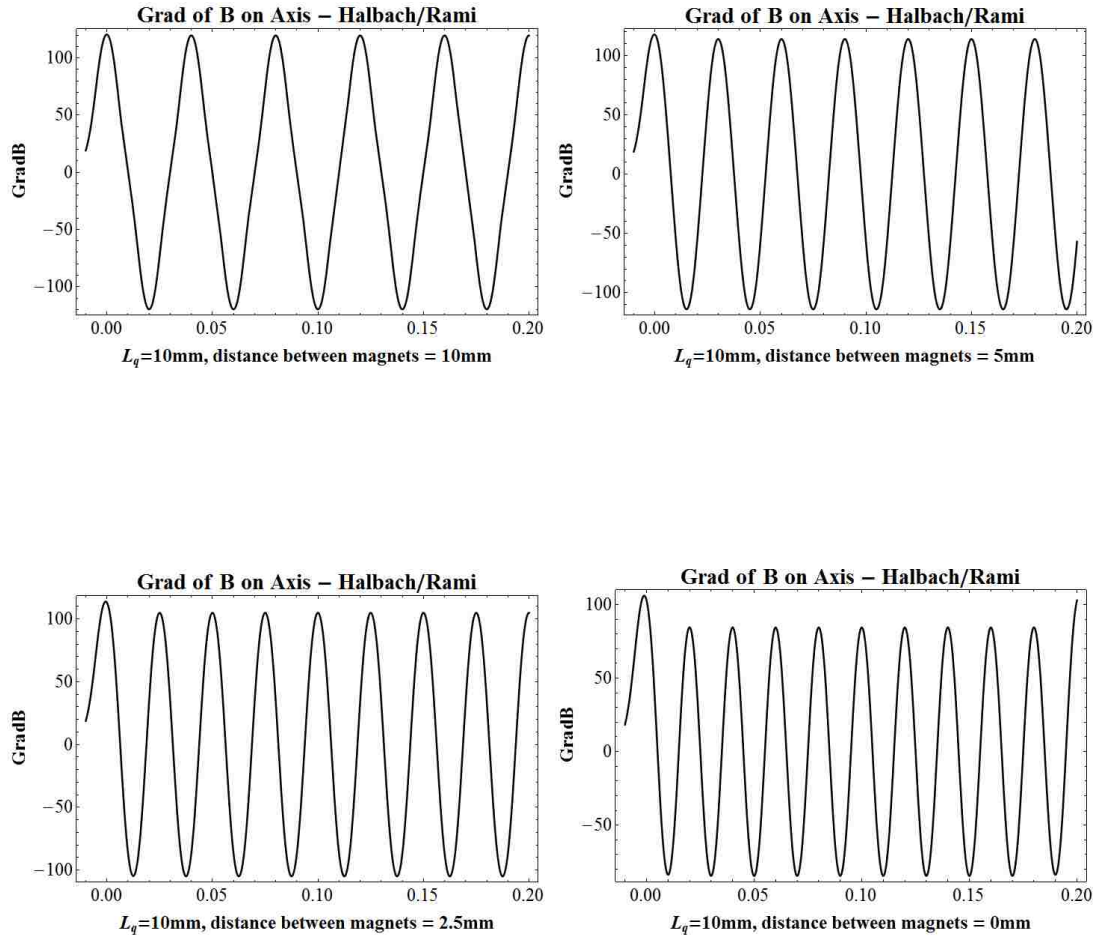 Grad of B on Axis – Halbach/Rami
100
50
0
−50
−100
GradB
0.00 0.05 0.10 0.15 0.20
L_q=10mm, distance between magnets = 10mm
Grad of B on Axis – Halbach/Rami
100
50
0
−50
−100
GradB
0.00 0.05 0.10 0.15 0.20
L_q=10mm, distance between magnets = 5mm
Grad of B on Axis – Halbach/Rami
100
50
0
−50
−100
GradB
0.00 0.05 0.10 0.15 0.20
L_q=10mm, distance between magnets = 2.5mm
Grad of B on Axis – Halbach/Rami
100
50
0
−50
GradB
0.00 0.05 0.10 0.15 0.20
L_q=10mm, distance between magnets = 0mm